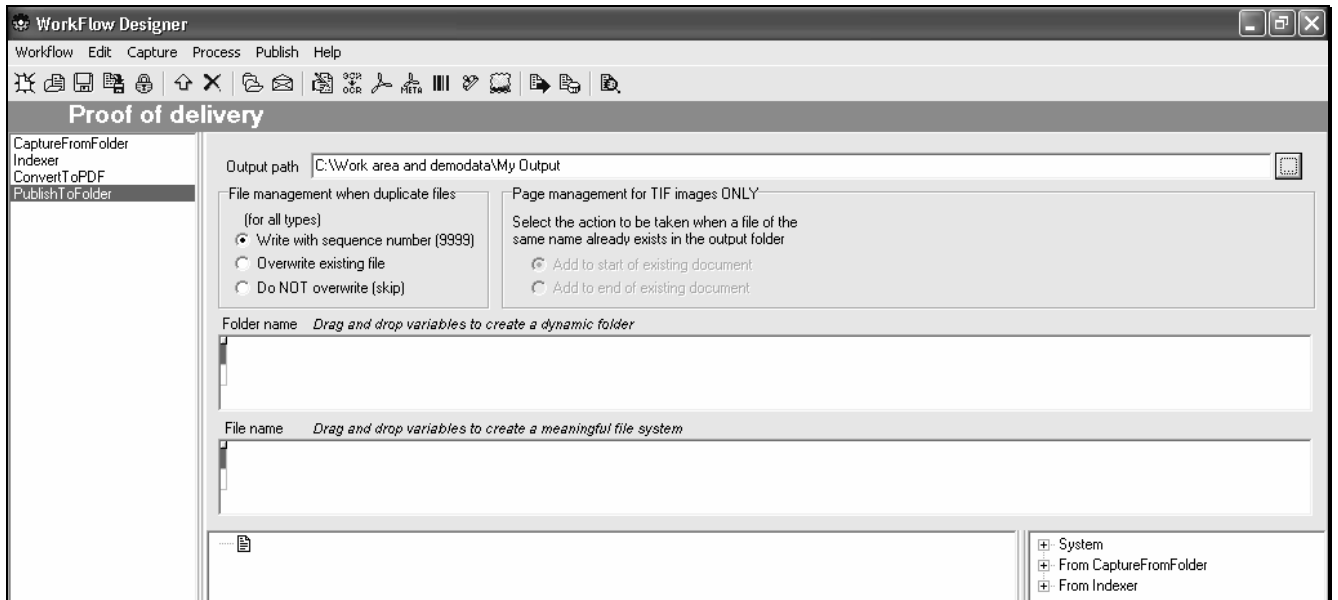 WorkFlow Designer
Workflow Edit Capture Process Publish Help
OCR
OCR
META
Proof of delivery
CaptureFromFolder
Indexer
ConvertToPDF
PublishToFolder
Output path C:\Work area and demodata\My Output
File management when duplicate files
(for all types)
Write with sequence number (9999)
Overwrite existing file
Do NOT overwrite (skip)
Page management for TIF images ONLY
Select the action to be taken when a file of the
same name already exists in the output folder
Add to start of existing document
Add to end of existing document
Folder name Drag and drop variables to create a dynamic folder
File name Drag and drop variables to create a meaningful file system
System
From CaptureFromFolder
From Indexer